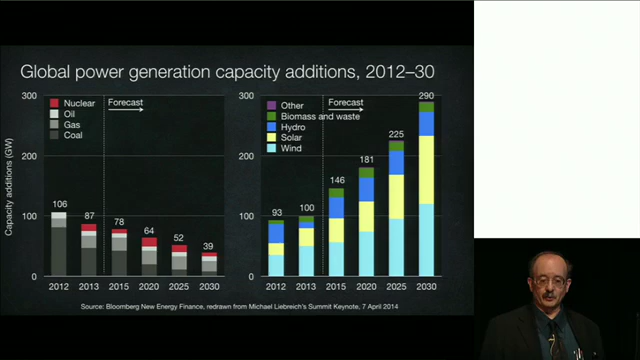 Global power generation capacity additions, 2012–30
Capacity additions (GW)
300
200
100
0
Nuclear
Oil
Gas
Coal
Forecast
106
87
78
64
52
39
2012 2013 2015 2020 2025 2030
300
200
100
0
Other
Biomass and waste
Hydro
Solar
Wind
Forecast
93
100
146
181
225
290
2012 2013 2015 2020 2025 2030
Source: Bloomberg New Energy Finance, redrawn from Michael Liebreich's Summit Keynote, 7 April 2014